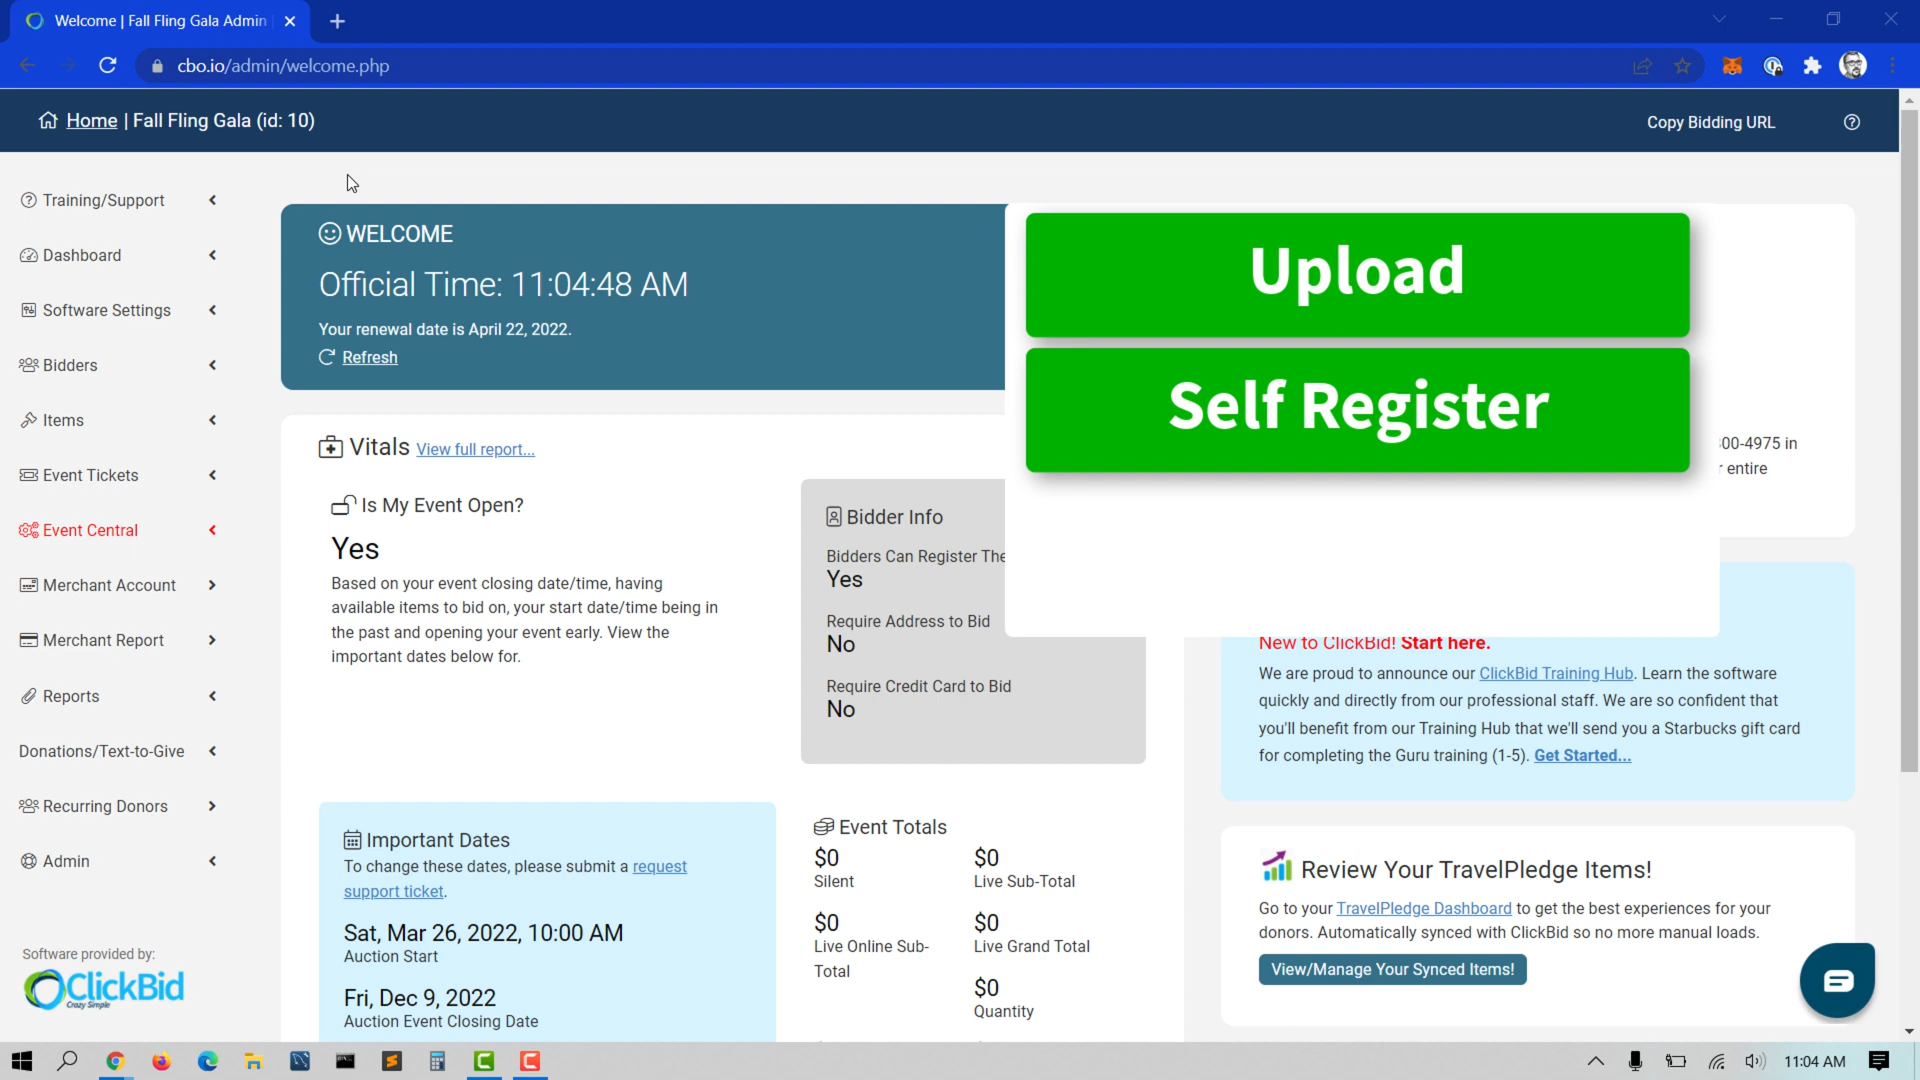 Welcome | Fall Fling Gala Admin
cbo.io/admin/welcome.php
Home | Fall Fling Gala (id: 10)
Copy Bidding URL
Training/Support
Dashboard
Software Settings
Bidders
Items
Event Tickets
Event Central
Merchant Account
Merchant Report
Reports
Donations/Text-to-Give
Recurring Donors
Admin
Software provided by:
ClickBid
Crazy Simple
WELCOME
Official Time: 11:04:48 AM
Your renewal date is April 22, 2022.
Refresh
Upload
Self Register
00-4975 in
entire
Vitals View full report...
Is My Event Open?
Yes
Based on your event closing date/time, having
available items to bid on, your start date/time being in
the past and opening your event early. View the
important dates below for.
Bidder Info
Bidders Can Register The
Yes
Require Address to Bid
No
Require Credit Card to Bid
No
Important Dates
To change these dates, please submit a request
support ticket.
Sat, Mar 26, 2022, 10:00 AM
Auction Start
Fri, Dec 9, 2022
Auction Event Closing Date
Event Totals
$0
Silent
$0
Live Sub-Total
$0
Live Online Sub-
Total
$0
Live Grand Total
$0
Quantity
New to ClickBid! Start here.
We are proud to announce our ClickBid Training Hub. Learn the software
quickly and directly from our professional staff. We are so confident that
you'll benefit from our Training Hub that we'll send you a Starbucks gift card
for completing the Guru training (1-5). Get Started...
Review Your TravelPledge Items!
Go to your TravelPledge Dashboard to get the best experiences for your
donors. Automatically synced with ClickBid so no more manual loads.
View/Manage Your Synced Items!
11:04 AM